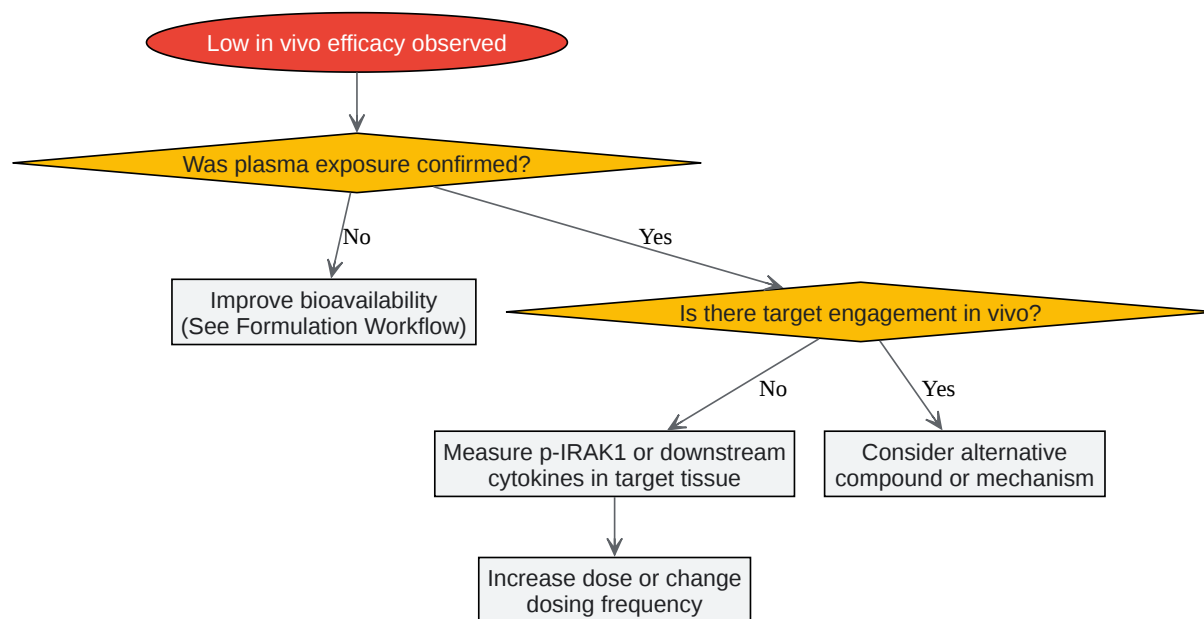 Low in vivo efficacy observed
Was plasma exposure confirmed?
No
Yes
Improve bioavailability
(See Formulation Workflow)
Is there target engagement in vivo?
No
Yes
Measure p-IRAK1 or downstream
cytokines in target tissue
Consider alternative
compound or mechanism
Increase dose or change
dosing frequency